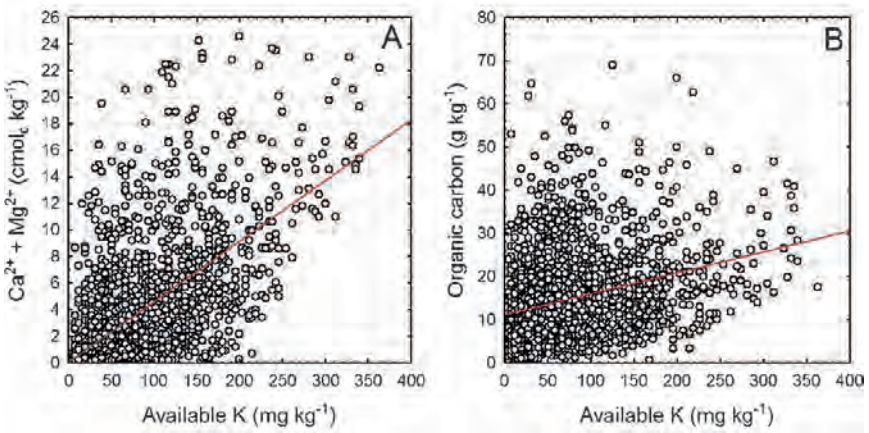 A
26
24
22
20
18
16
14
12
10
8
6
4
2
0
Ca²⁺ + Mg²⁺ (cmol꜀ kg⁻¹)
0 50 100 150 200 250 300 350 400
Available K (mg kg⁻¹)
B
80
70
60
50
40
30
20
10
0
Organic carbon (g kg⁻¹)
0 50 100 150 200 250 300 350 400
Available K (mg kg⁻¹)